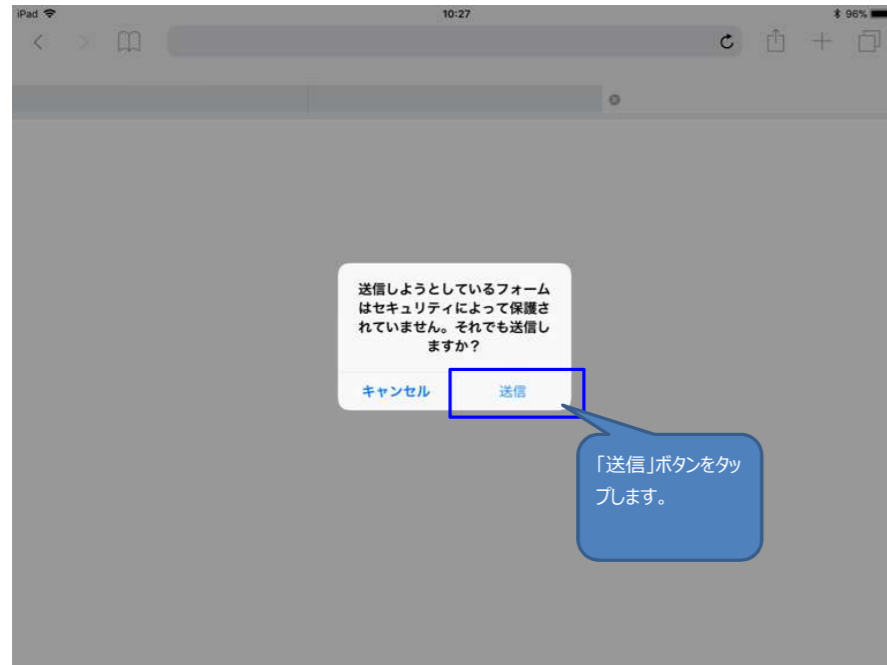 iPad
10:27
96%
送信しようとしているフォーム
はセキュリティによって保護さ
れていません。それでも送信し
ますか？
キャンセル
送信
「送信」ボタンをタッ
プします。